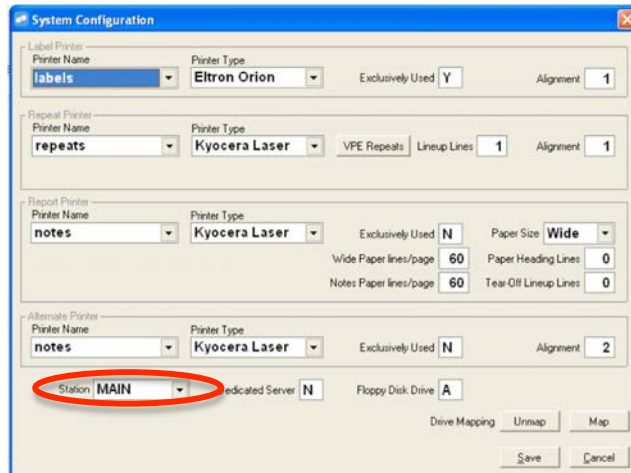 System Configuration
Label Printer
Printer Name Printer Type
labels Eltron Orion Exclusively Used Y Alignment 1
Repeat Printer
Printer Name Printer Type
repeats Kyocera Laser VPE Repeats Lineup Lines 1 Alignment 1
Report Printer
Printer Name Printer Type
notes Kyocera Laser Exclusively Used N Paper Size Wide
Wide Paper lines/page 60 Paper Heading Lines 0
Notes Paper lines/page 60 Tear-Off Lineup Lines 0
Alternate Printer
Printer Name Printer Type
notes Kyocera Laser Exclusively Used N Alignment 2
Station MAIN edicated Server N Floppy Disk Drive A
Drive Mapping Unmap Map
Save Cancel